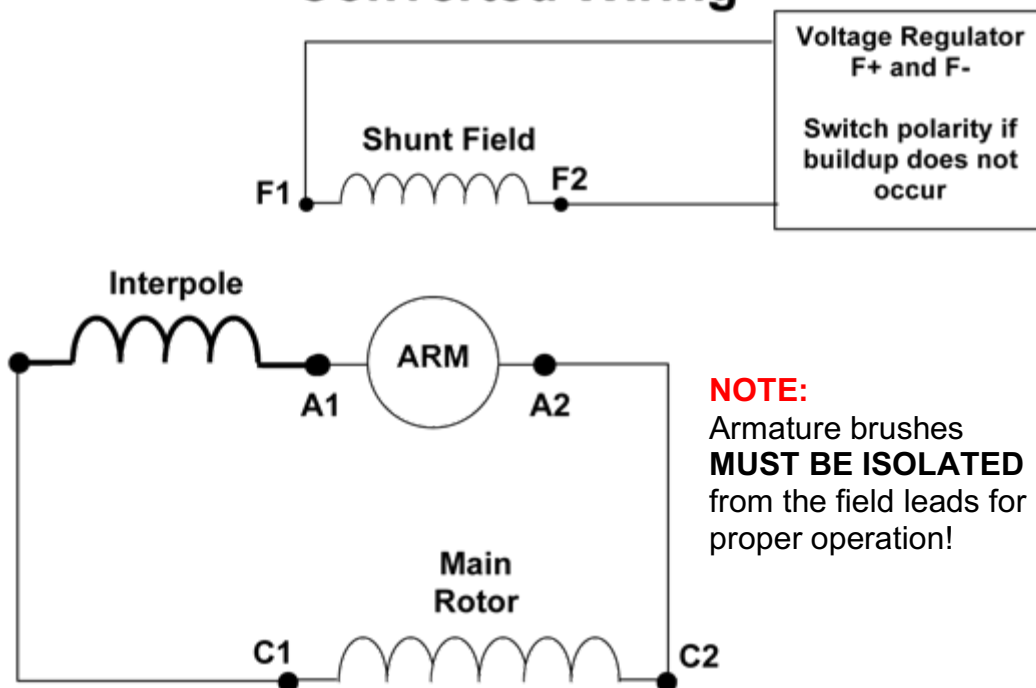 Voltage Regulator
F+ and F-
Switch polarity if
buildup does not
occur
Shunt Field
F1
F2
Interpole
ARM
A1
A2
NOTE:
Armature brushes
MUST BE ISOLATED
from the field leads for
proper operation!
Main
Rotor
C1
C2